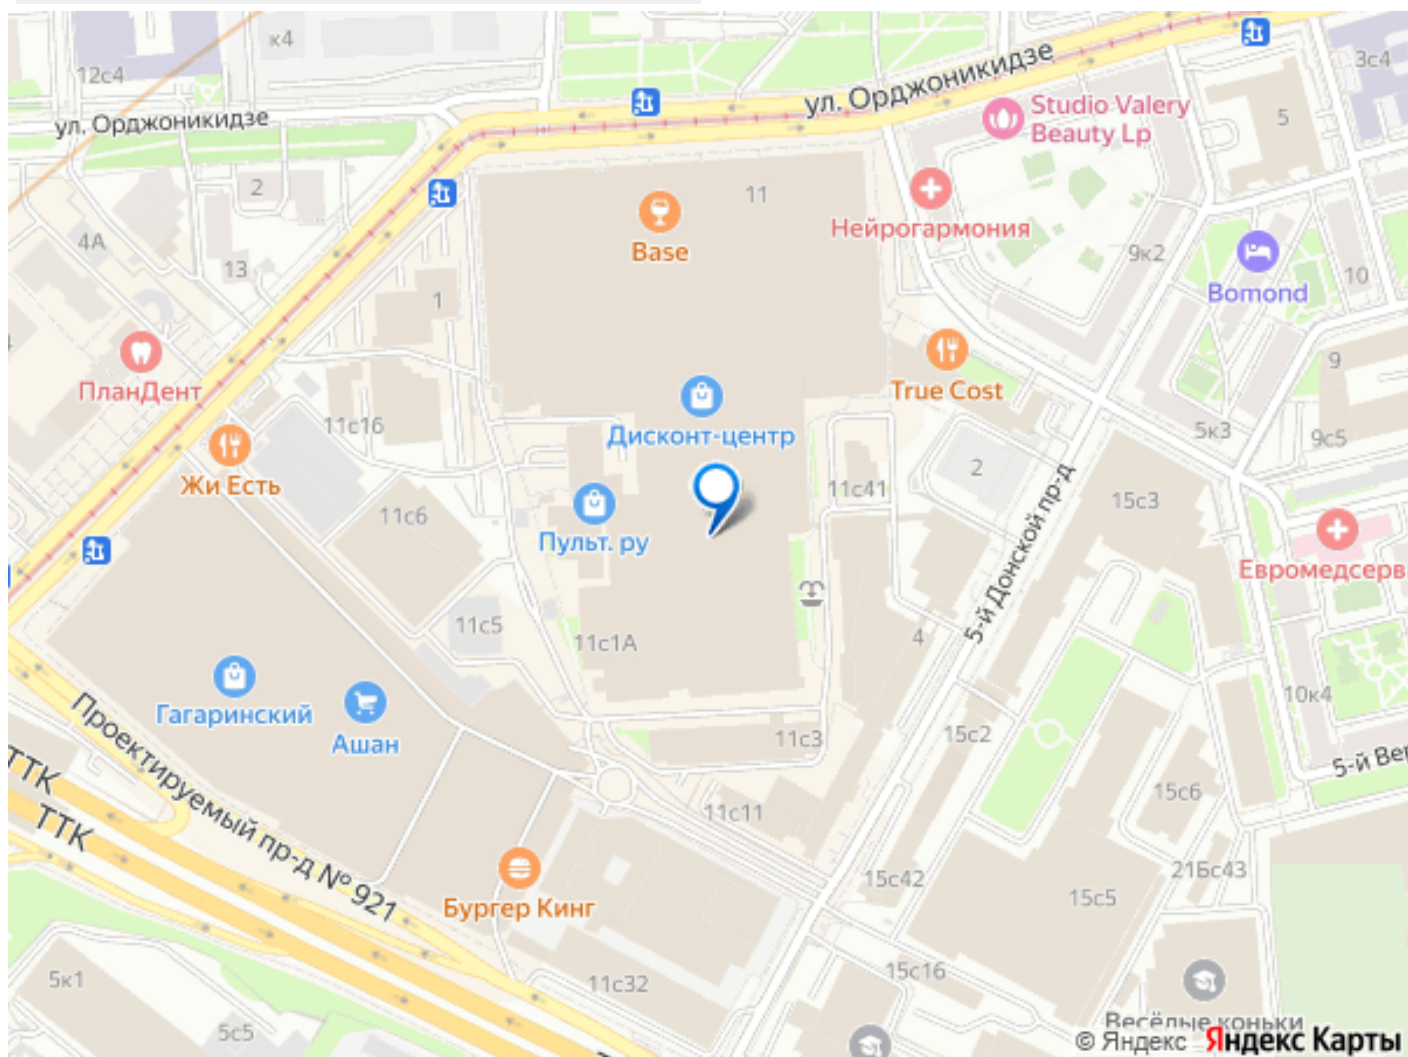 к4
12с4
3с4
ул. Орджоникидзе
ул. Орджоникидзе
Studio Valery
Beauty Lp
5
2
11
Нейрогармония
4А
Base
9к2
13
10
Bomond
1
ПланДент
True Cost
9
11с16
Дисконт-центр
5к3
9с5
Жи Есть
2
11с41
15с3
11с6
Пульт. ру
5-й Донской пр-д
Евромедсерв
11с5
11с1А
4
Гагаринский
10к4
Ашан
11с3
15с2
5-й Вер
ТТК
Проектируемый пр-д № 921
15с6
ТТК
11с11
21Бс43
15с42
15с5
Бургер Кинг
5к1
11с32
15с16
5с5
Весёлые коньки
© Яндекс Яндекс Карты